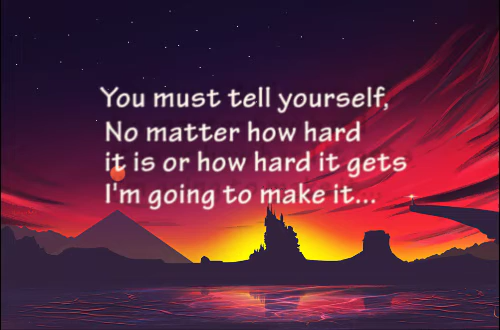 You must tell yourself,
No matter how hard
it is or how hard it gets
I'm going to make it...